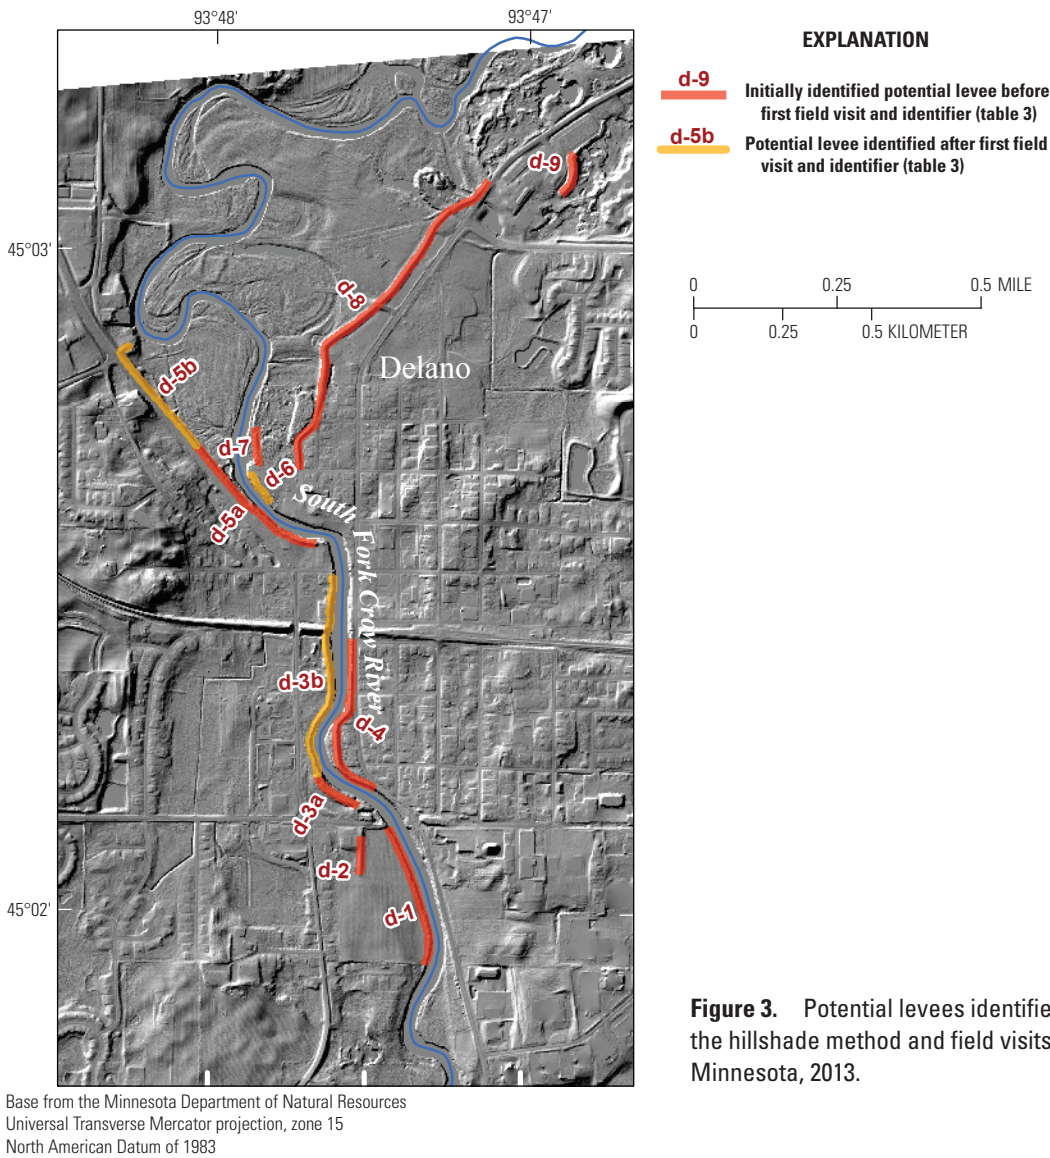 93°48'
93°47'
EXPLANATION
d-9
Initially identified potential levee before
first field visit and identifier (table 3)
d-5b
Potential levee identified after first field
visit and identifier (table 3)
d-9
45°03'
0
0.25
0.5 MILE
0
0.25
0.5 KILOMETER
d-8
Delano
d-5b
d-7
d-6
South
Fork Crow River
d-5a
d-3b
d-4
d-3a
d-2
d-1
45°02'
Figure 3. Potential levees identifie
the hillshade method and field visits
Minnesota, 2013.
Base from the Minnesota Department of Natural Resources
Universal Transverse Mercator projection, zone 15
North American Datum of 1983